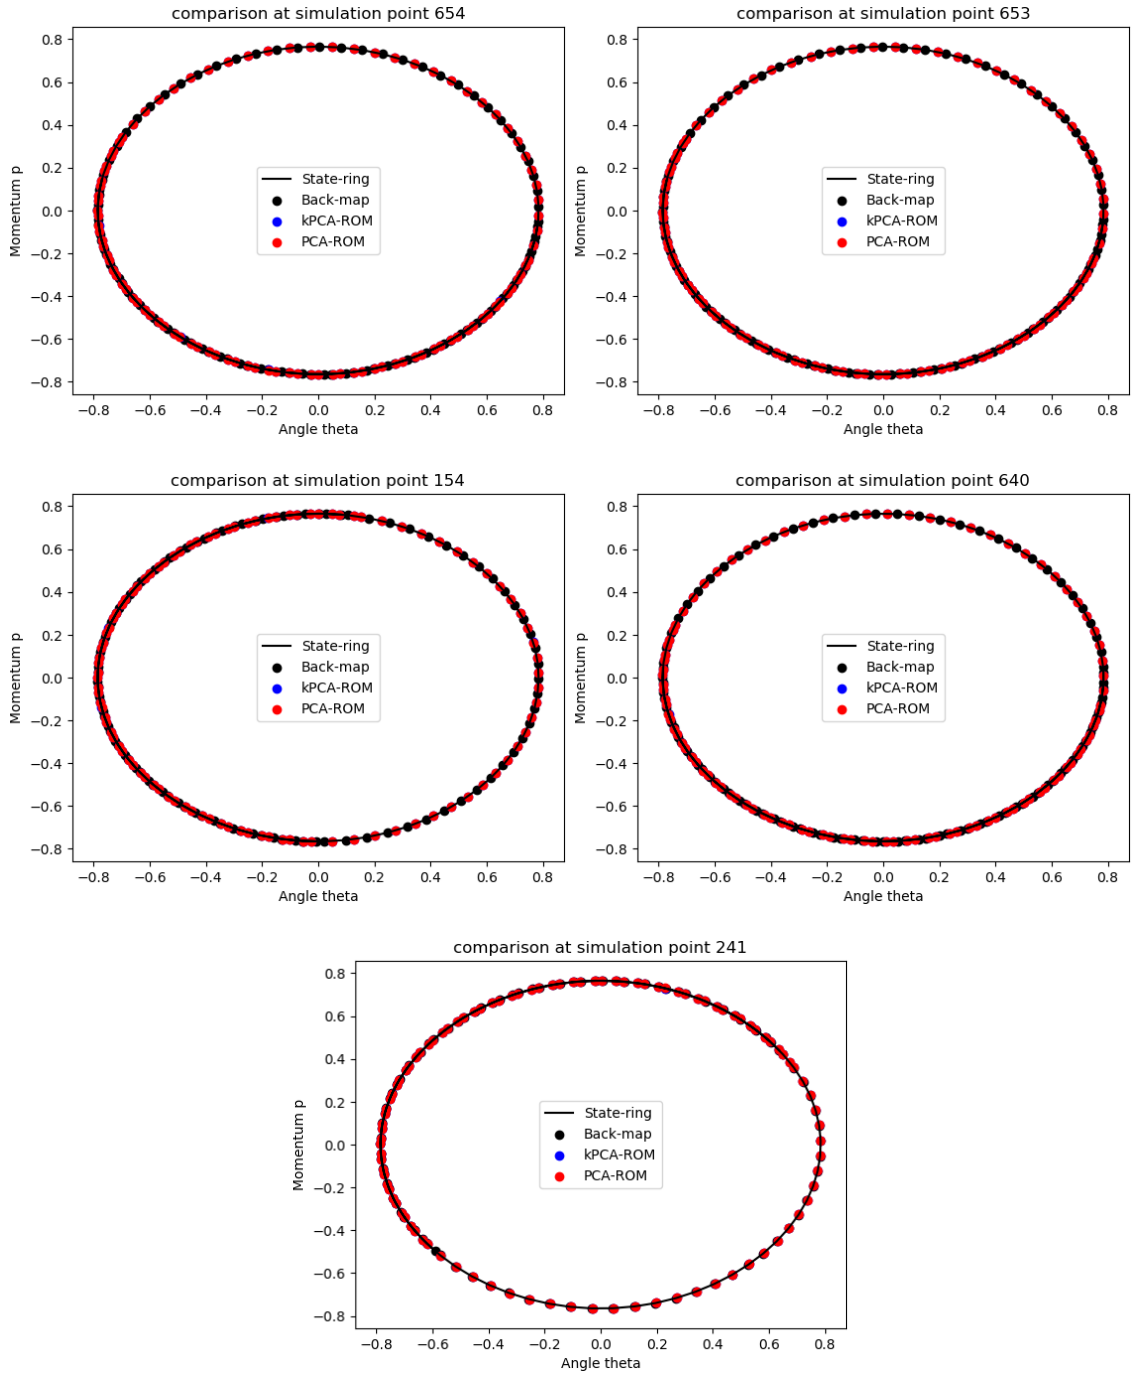 comparison at simulation point 654
0.8
0.6
0.4
0.2
0.0
−0.2
−0.4
−0.6
−0.8
Momentum p
State-ring
Back-map
kPCA-ROM
PCA-ROM
−0.8 −0.6 −0.4 −0.2 0.0 0.2 0.4 0.6 0.8
Angle theta
comparison at simulation point 653
0.8
0.6
0.4
0.2
0.0
−0.2
−0.4
−0.6
−0.8
Momentum p
State-ring
Back-map
kPCA-ROM
PCA-ROM
−0.8 −0.6 −0.4 −0.2 0.0 0.2 0.4 0.6 0.8
Angle theta
comparison at simulation point 154
0.8
0.6
0.4
0.2
0.0
−0.2
−0.4
−0.6
−0.8
Momentum p
State-ring
Back-map
kPCA-ROM
PCA-ROM
−0.8 −0.6 −0.4 −0.2 0.0 0.2 0.4 0.6 0.8
Angle theta
comparison at simulation point 640
0.8
0.6
0.4
0.2
0.0
−0.2
−0.4
−0.6
−0.8
Momentum p
State-ring
Back-map
kPCA-ROM
PCA-ROM
−0.8 −0.6 −0.4 −0.2 0.0 0.2 0.4 0.6 0.8
Angle theta
comparison at simulation point 241
0.8
0.6
0.4
0.2
0.0
−0.2
−0.4
−0.6
−0.8
Momentum p
State-ring
Back-map
kPCA-ROM
PCA-ROM
−0.8 −0.6 −0.4 −0.2 0.0 0.2 0.4 0.6 0.8
Angle theta